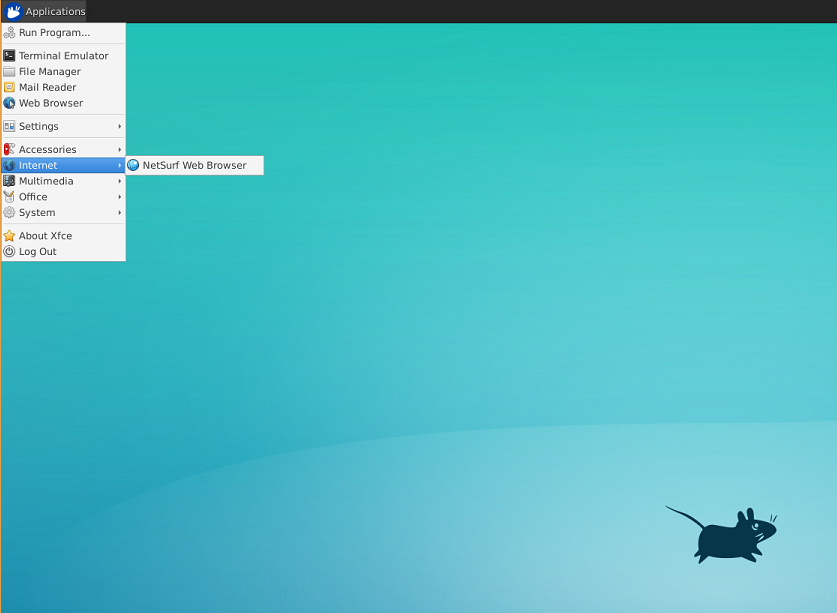 Applications
Run Program...
Terminal Emulator
File Manager
Mail Reader
Web Browser
Settings
Accessories
Internet
NetSurf Web Browser
Multimedia
Office
System
About Xfce
Log Out